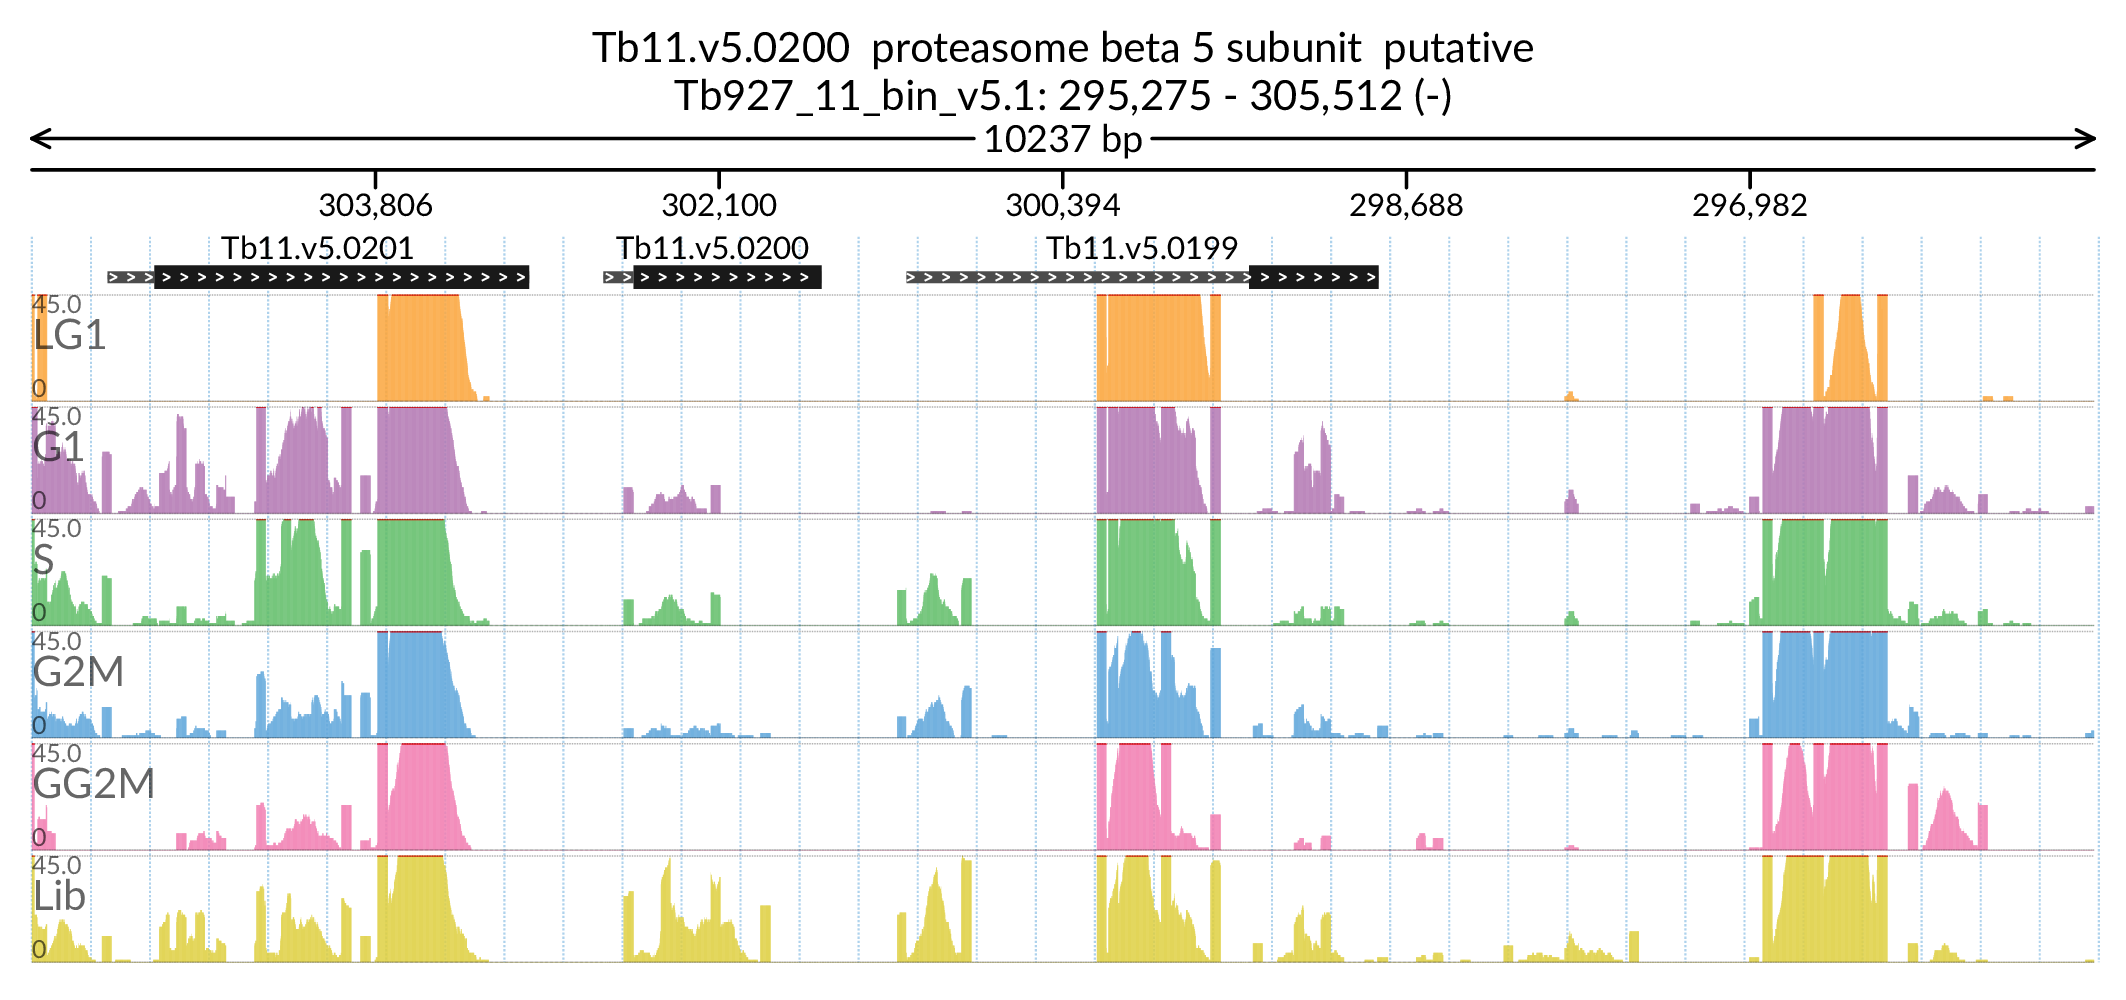 Tb11.v5.0200  proteasome beta 5 subunit  putative
Tb927_11_bin_v5.1: 295,275 - 305,512 (-)
10237 bp
303,806 302,100 300,394 298,688 296,982
Tb11.v5.0201 Tb11.v5.0200 Tb11.v5.0199
45.0
LG1
0
45.0
G1
0
45.0
S
0
45.0
G2M
0
45.0
GG2M
0
45.0
Lib
0